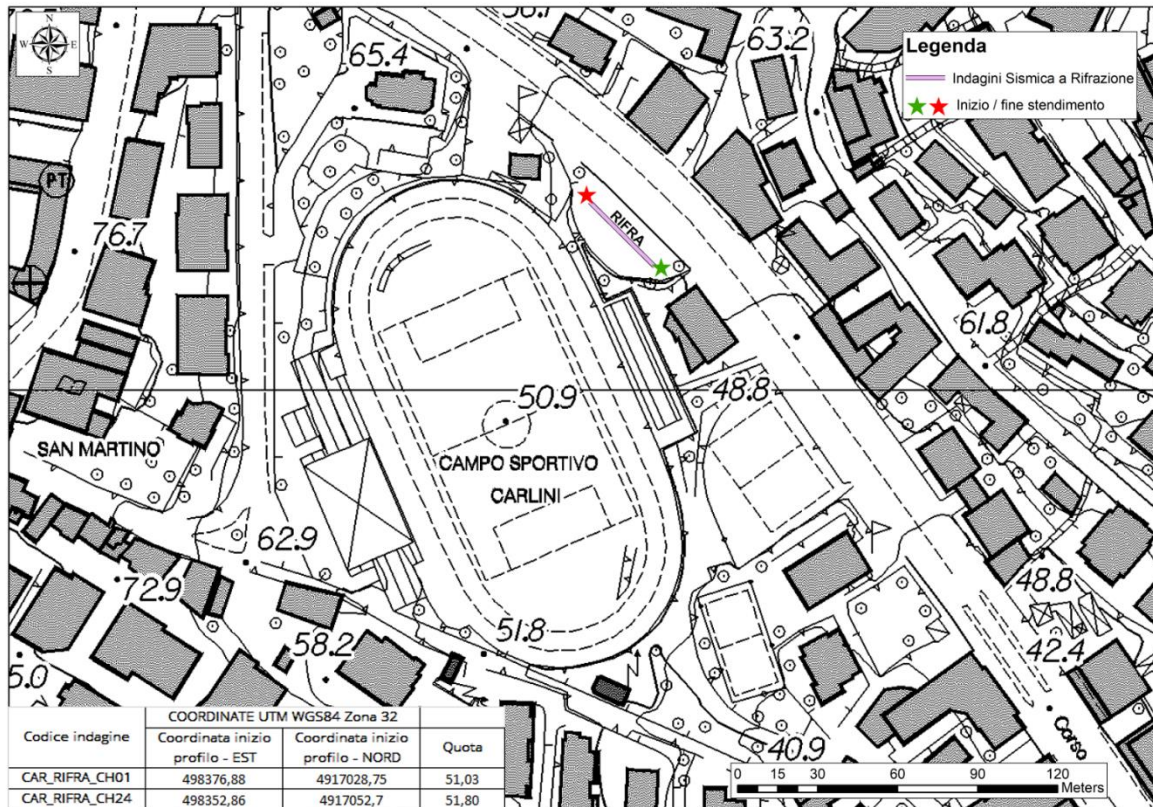 N
W E
S
65.4
63.2
Legenda
Indagini Sismica a Rifrazione
Inizio / fine stendimento
PT
76.7
RIFRA
61.8
50.9
48.8
SAN MARTINO
CAMPO SPORTIVO
CARLINI
62.9
72.9
48.8
51.8
58.2
42.4
5.0
Corso
40.9
Codice indagine
COORDINATE UTM WGS84 Zona 32
Coordinata inizio
profilo - EST
Coordinata inizio
profilo - NORD
Quota
CAR_RIFRA_CH01 498376,88 4917028,75 51,03
CAR_RIFRA_CH24 498352,86 4917052,7 51,80
0 15 30 60 90 120
Meters